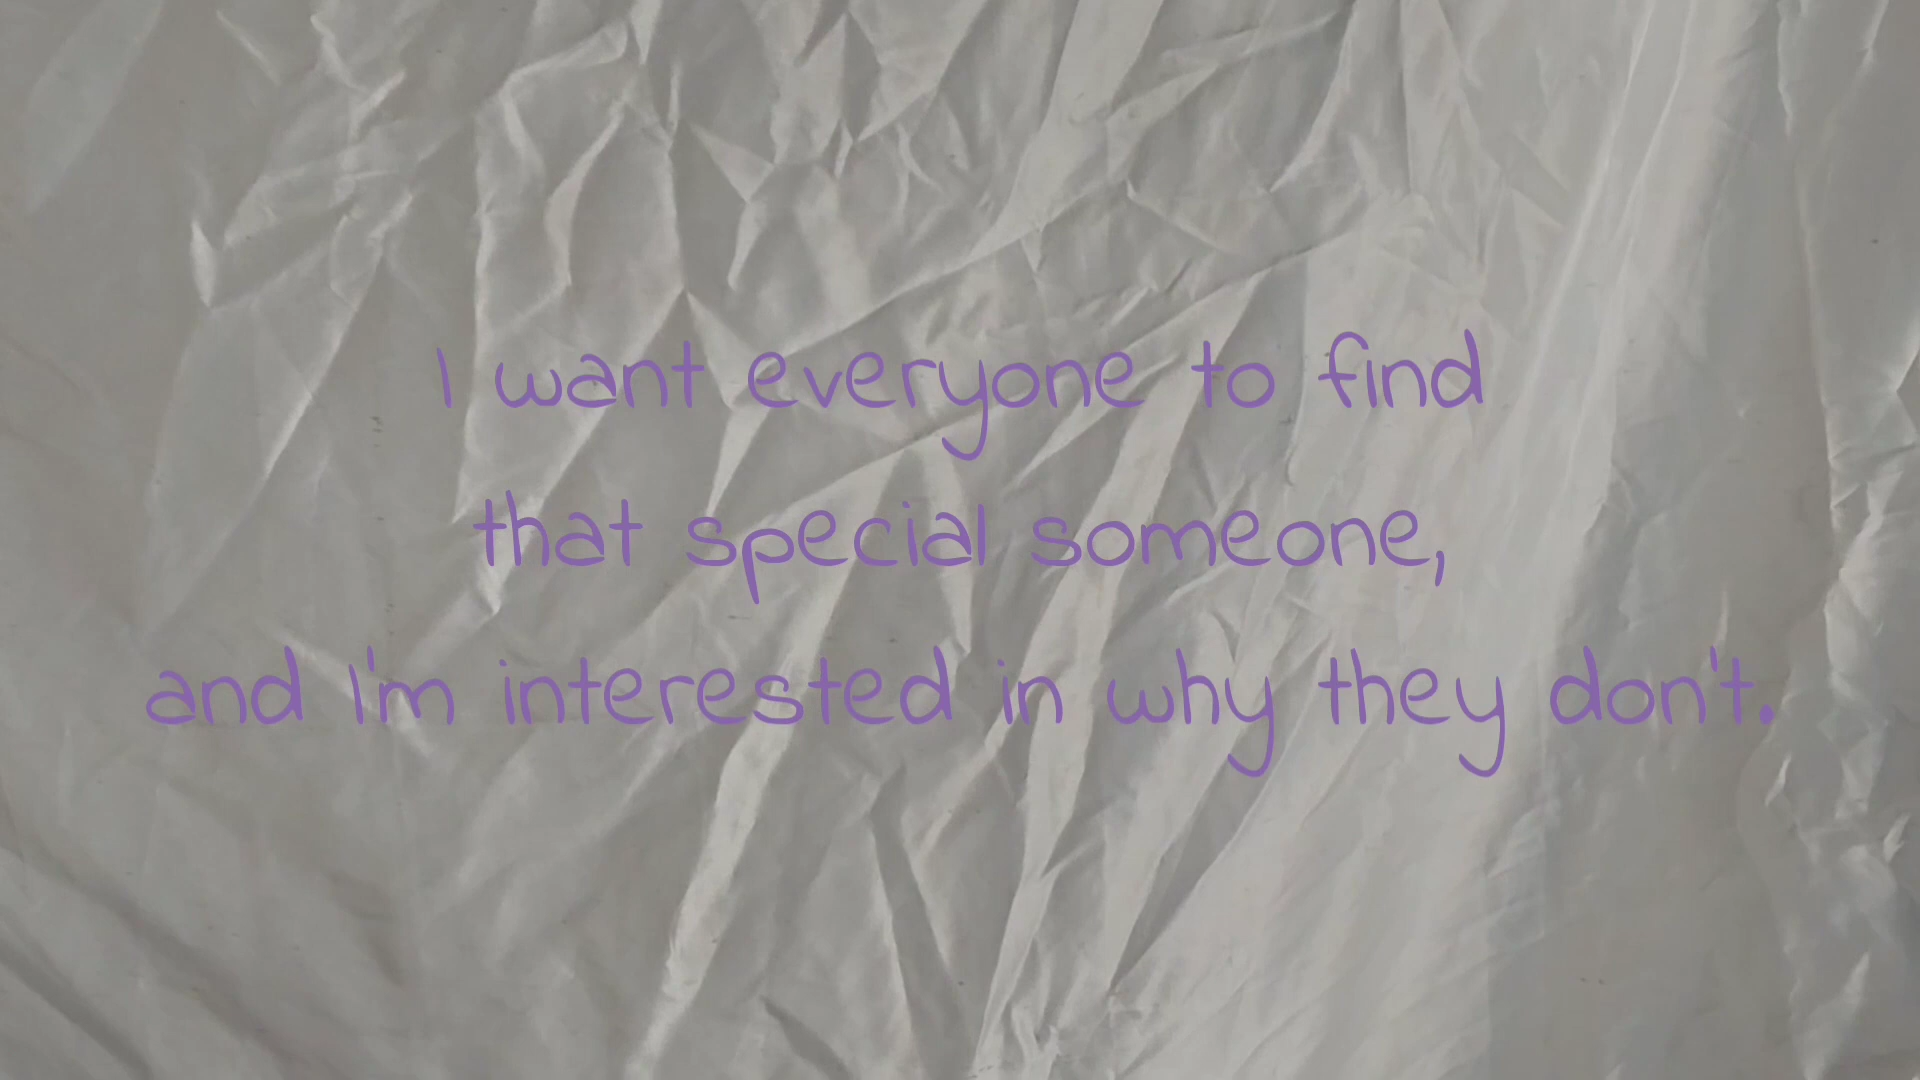 I want everyone to find
that special someone,
and I'm interested in why they don't.